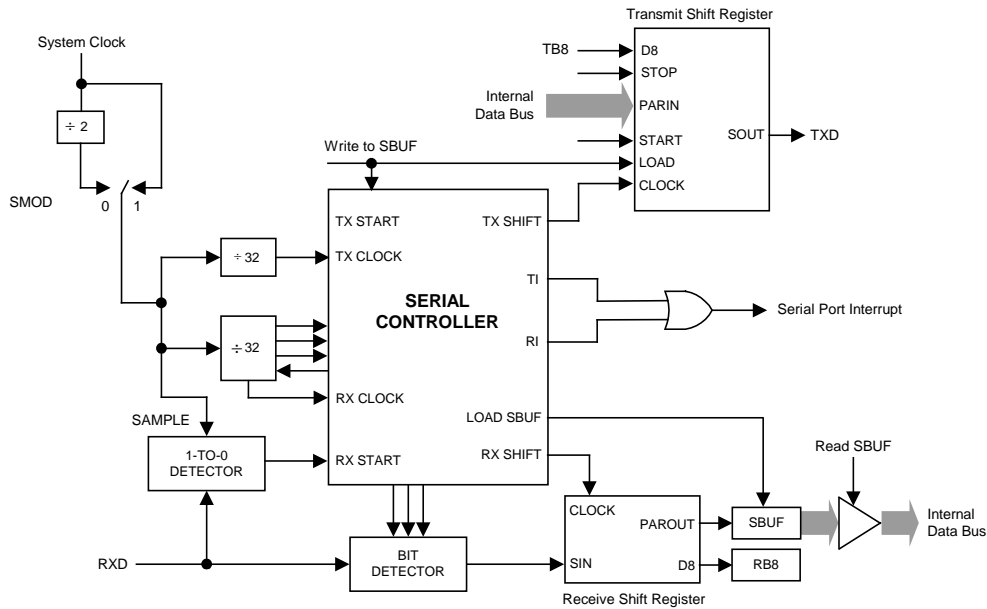 Transmit Shift Register
System Clock
TB8
D8
STOP
Internal
Data Bus
PARIN
÷ 2
START
SOUT
TXD
Write to SBUF
LOAD
CLOCK
SMOD
0
1
TX START
TX SHIFT
÷ 32
TX CLOCK
TI
SERIAL
CONTROLLER
Serial Port Interrupt
÷ 32
RI
RX CLOCK
SAMPLE
LOAD SBUF
1-TO-0
DETECTOR
RX START
RX SHIFT
Read SBUF
CLOCK
PAROUT
SBUF
Internal
Data Bus
RXD
BIT
DETECTOR
SIN
D8
RB8
Receive Shift Register